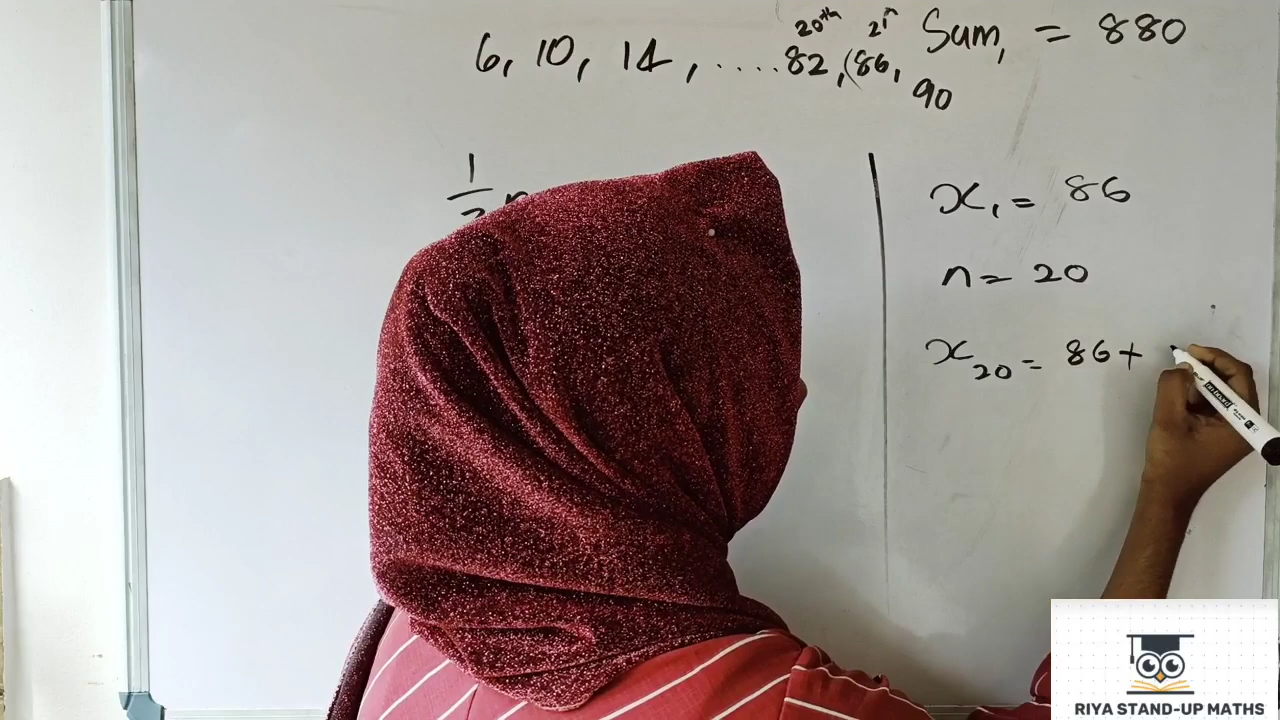 20th 21st
6, 10, 14, ....82, (86, 90
Sum, = 880
1
x₁ = 86
n = 20
x₂₀ = 86 +
RIYA STAND-UP MATHS